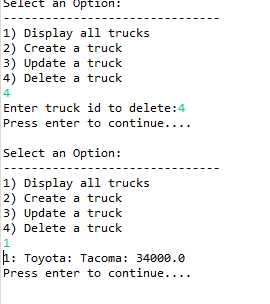 Select an Option:
-------------------------------
1) Display all trucks
2) Create a truck
3) Update a truck
4) Delete a truck
4
Enter truck id to delete:4
Press enter to continue....
Select an Option:
-------------------------------
1) Display all trucks
2) Create a truck
3) Update a truck
4) Delete a truck
1
1: Toyota: Tacoma: 34000.0
Press enter to continue....